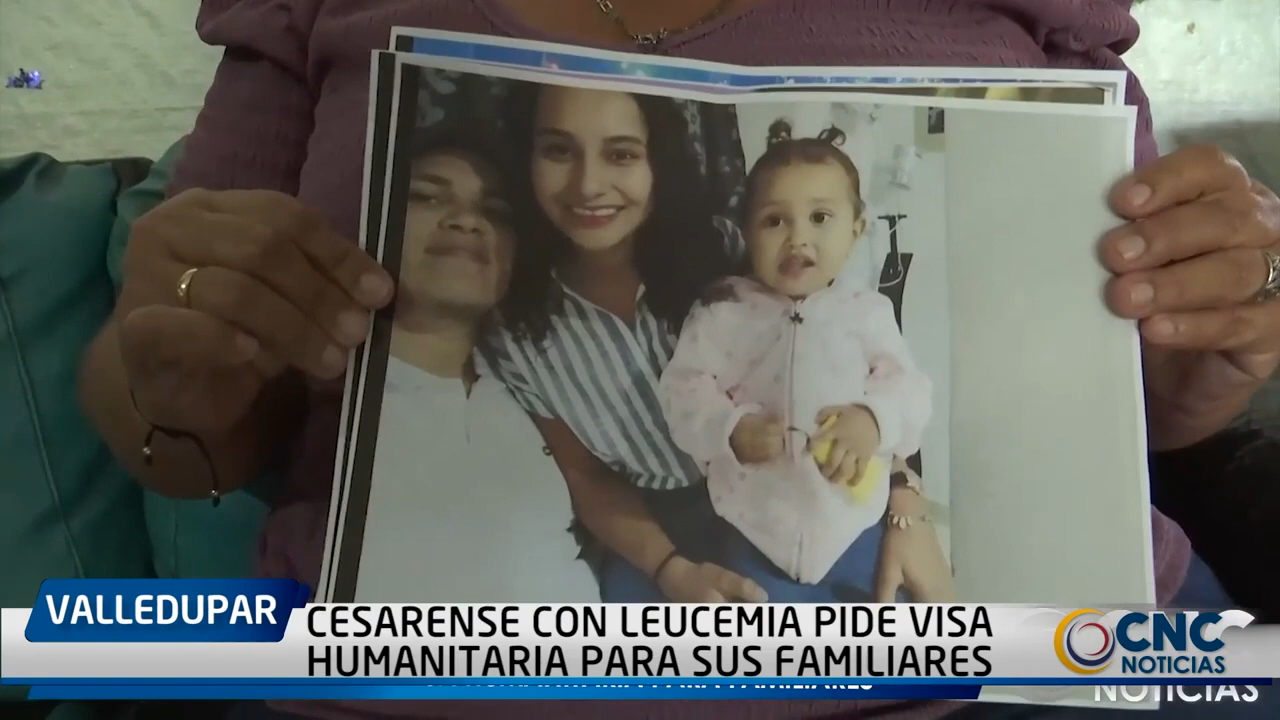 VALLEDUPAR
CESARENSE CON LEUCEMIA PIDE VISA
HUMANITARIA PARA SUS FAMILIARES
CNC
NOTICIAS
NOTICIAS